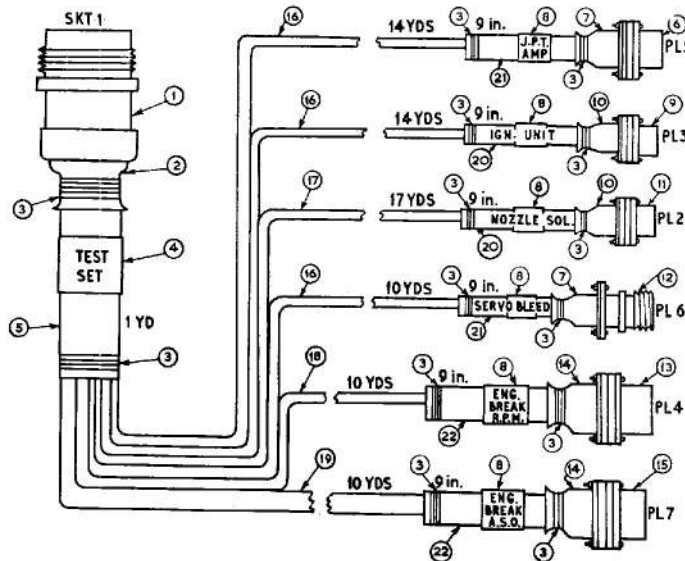 SKT 1
1
2
3
4
TEST
SET
5
1 YD
3
16
14 YDS
3
9 in.
8
J.P.T.
AMP
21
7
3
6
16
14 YDS
3
9 in.
8
IGN. UNIT
20
10
3
9
PL3
17
17 YDS
3
9 in.
8
NOZZLE SOL.
20
10
3
11
PL2
16
10 YDS
3
9 in.
8
SERVO BLEED
21
7
3
12
PL6
18
10 YDS
3
9 in.
8
ENG.
BREAK
R.P.M.
22
14
3
13
PL4
19
10 YDS
3
9 in.
8
ENG.
BREAK
A.S.O.
22
14
3
15
PL7